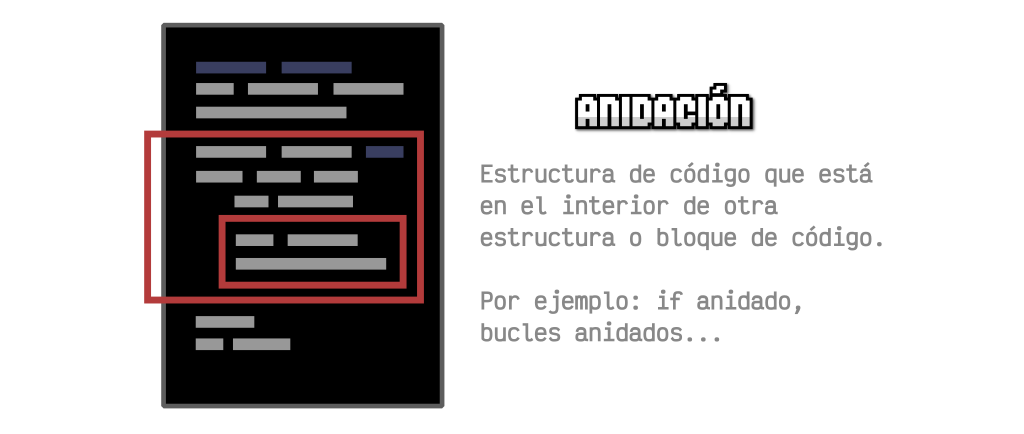 ANIDACIÓN
Estructura de código que está
en el interior de otra
estructura o bloque de código.
Por ejemplo: if anidado,
bucles anidados...